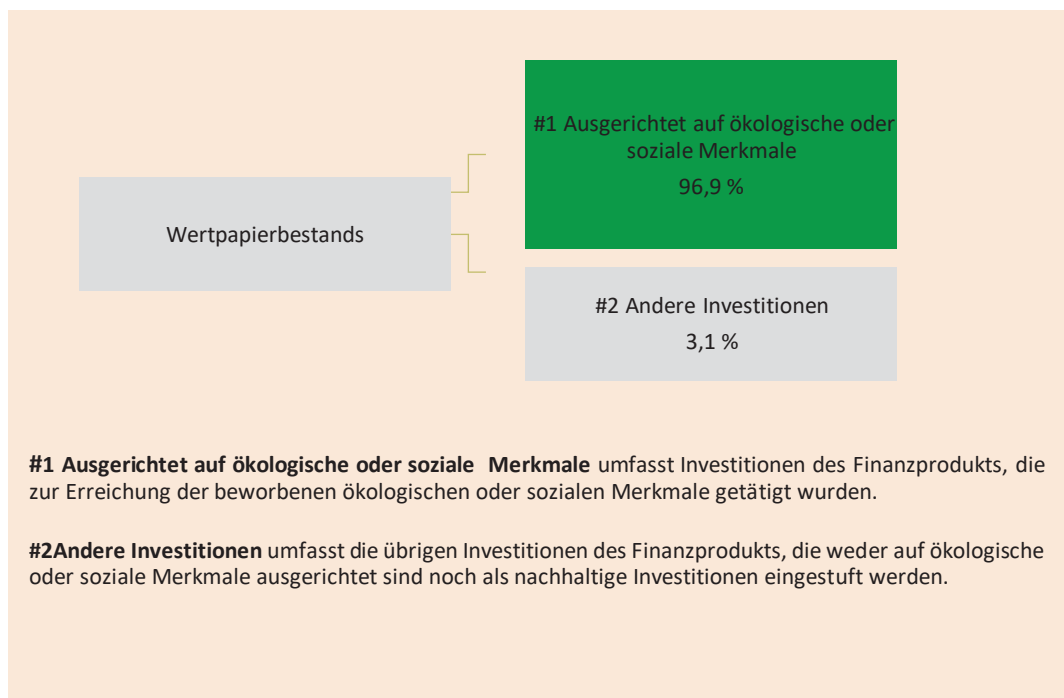 #1 Ausgerichtet auf ökologische oder
soziale Merkmale
96,9 %
Wertpapierbestands
#2 Andere Investitionen
3,1 %
#1 Ausgerichtet auf ökologische oder soziale Merkmale umfasst Investitionen des Finanzprodukts, die
zur Erreichung der beworbenen ökologischen oder sozialen Merkmale getätigt wurden.
#2Andere Investitionen umfasst die übrigen Investitionen des Finanzprodukts, die weder auf ökologische
oder soziale Merkmale ausgerichtet sind noch als nachhaltige Investitionen eingestuft werden.